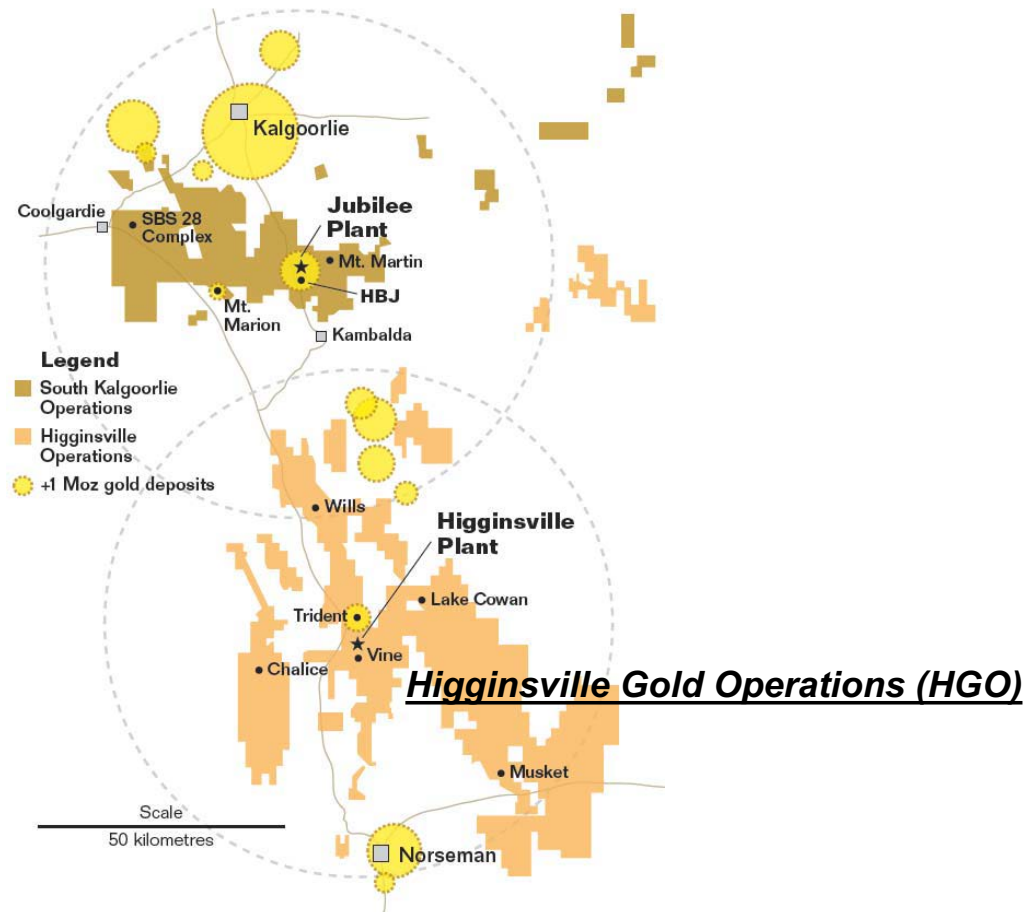 Kalgoorlie
Coolgardie
SBS 28
Complex
Jubilee
Plant
Mt. Martin
HBJ
Mt.
Marion
Kambalda
Legend
South Kalgoorlie
Operations
Higginsville
Operations
+1 Moz gold deposits
Wills
Higginsville
Plant
Lake Cowan
Trident
Vine
Chalice
Higginsville Gold Operations (HGO)
Musket
Scale
50 kilometres
Norseman